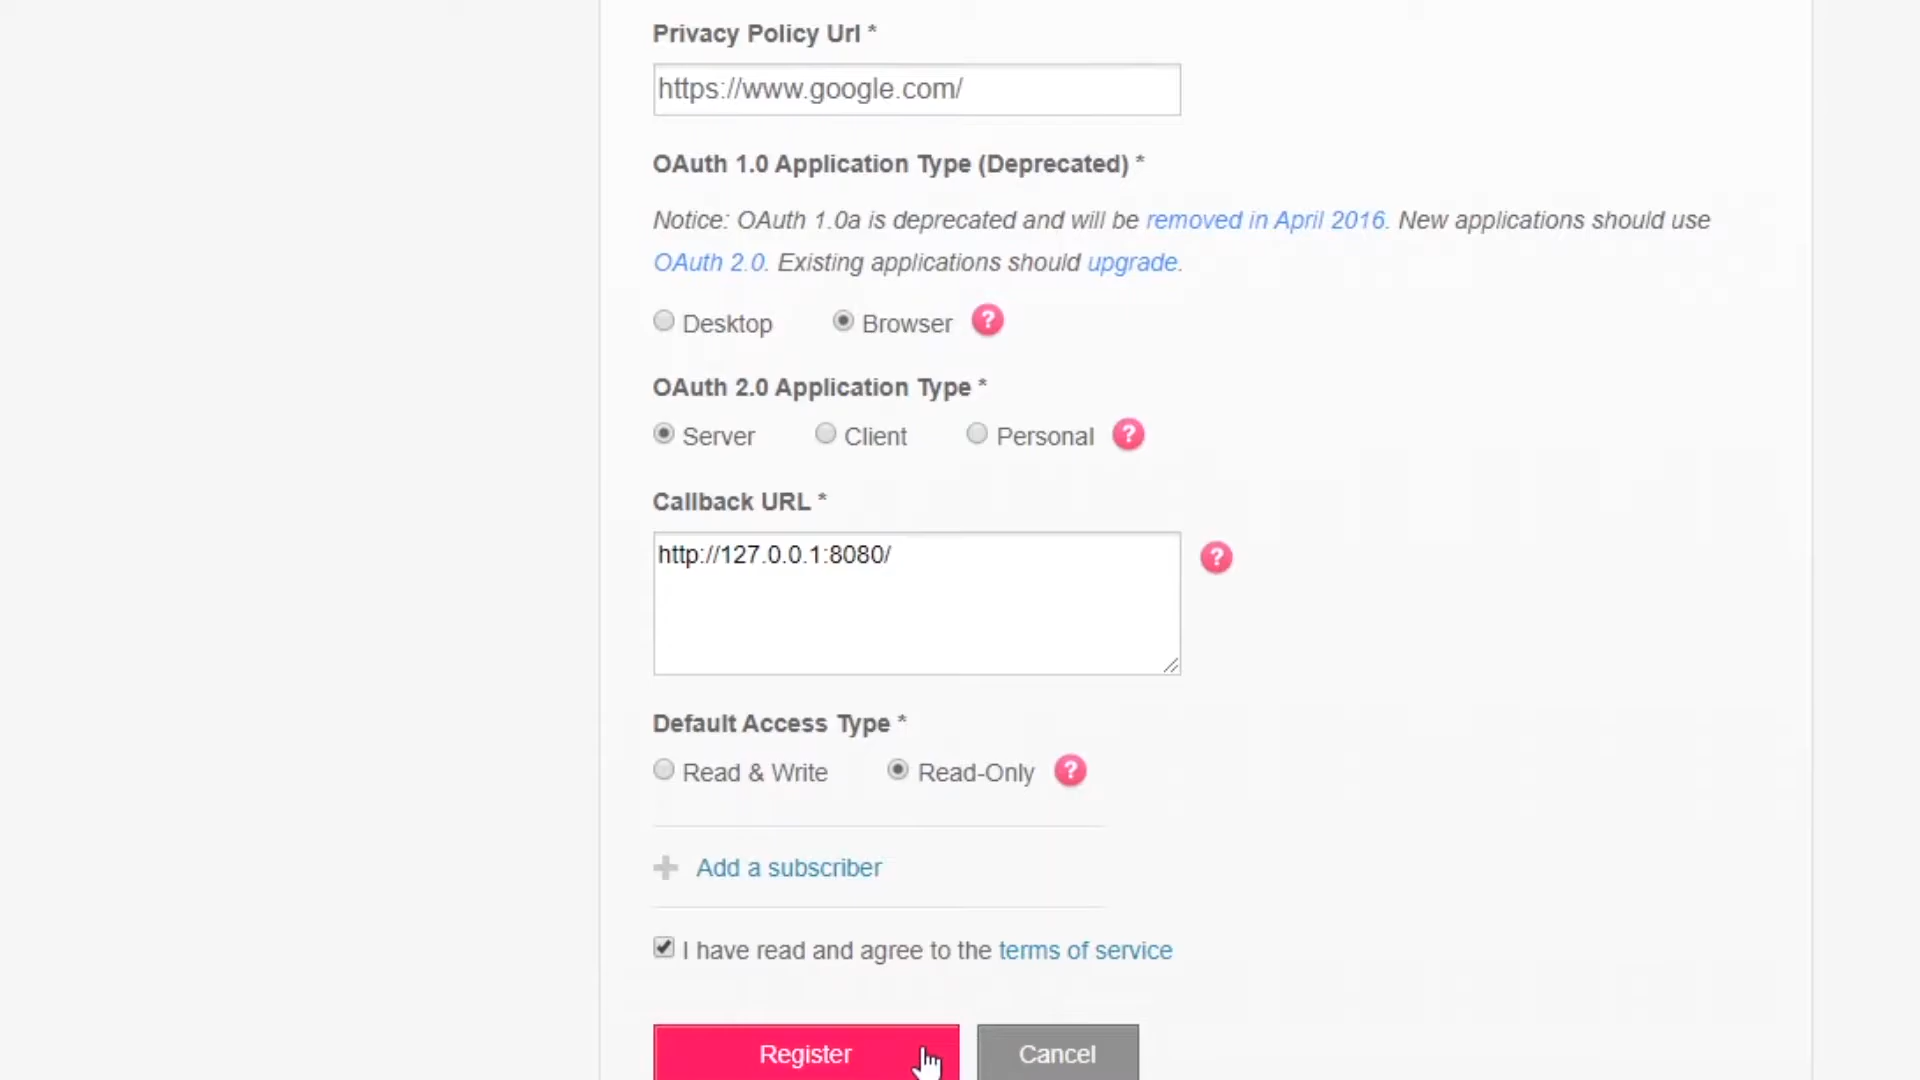 Privacy Policy Url *
https://www.google.com/
OAuth 1.0 Application Type (Deprecated) *
Notice: OAuth 1.0a is deprecated and will be removed in April 2016. New applications should use
OAuth 2.0. Existing applications should upgrade.
Desktop Browser ?
OAuth 2.0 Application Type *
Server Client Personal ?
Callback URL *
http://127.0.0.1:8080/ ?
Default Access Type *
Read & Write Read-Only ?
Add a subscriber
I have read and agree to the terms of service
Register Cancel